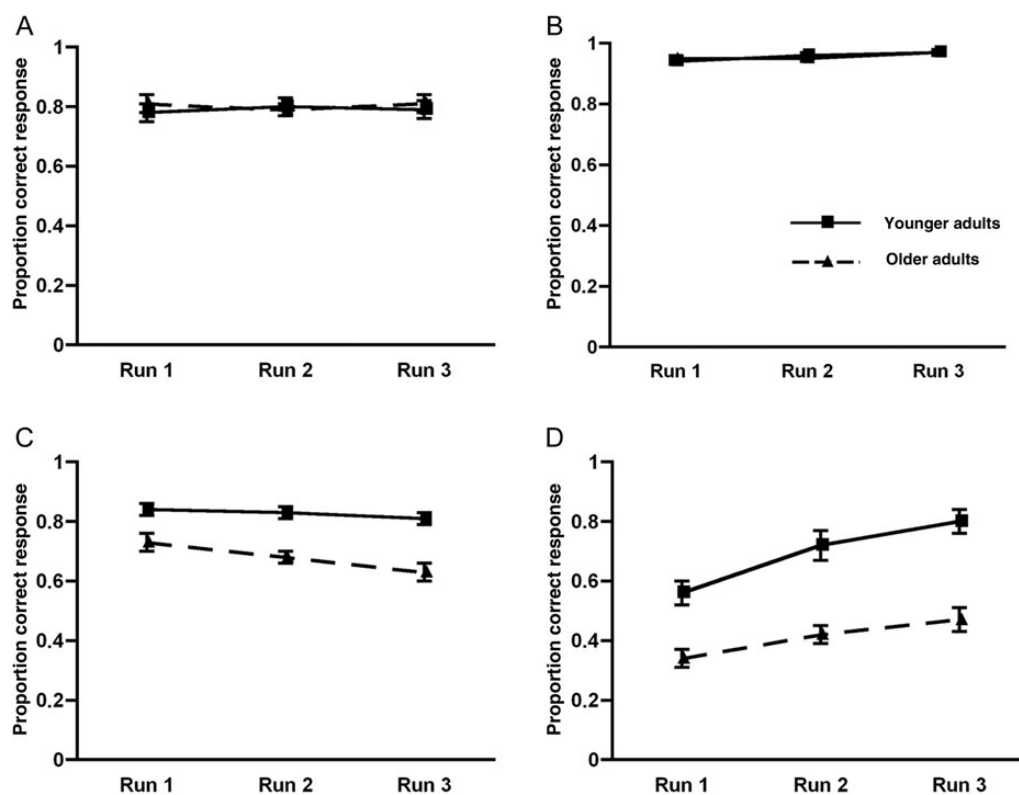 A
Proportion correct response
1
0.8
0.6
0.4
0.2
0
Run 1 Run 2 Run 3
B
Proportion correct response
1
0.8
0.6
0.4
0.2
0
Younger adults
Older adults
Run 1 Run 2 Run 3
C
Proportion correct response
1
0.8
0.6
0.4
0.2
0
Run 1 Run 2 Run 3
D
Proportion correct response
1
0.8
0.6
0.4
0.2
0
Run 1 Run 2 Run 3